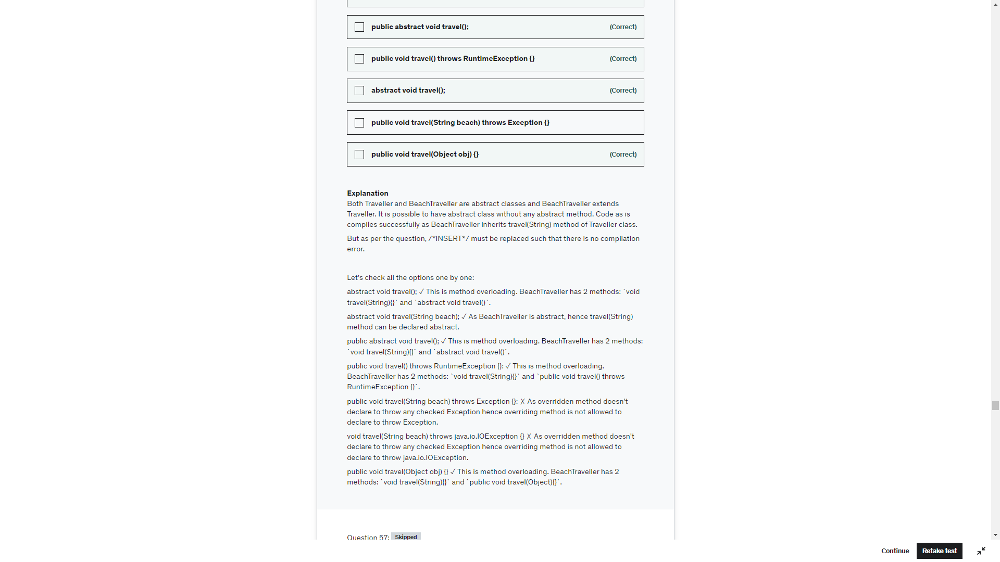 public abstract void travel();
(Correct)
public void travel() throws RuntimeException {}
(Correct)
abstract void travel();
(Correct)
public void travel(String beach) throws Exception {}
public void travel(Object obj) {}
(Correct)
Explanation
Both Traveller and BeachTraveller are abstract classes and BeachTraveller extends
Traveller. It is possible to have abstract class without any abstract method. Code as is
compiles successfully as BeachTraveller inherits travel(String) method of Traveller class.
But as per the question, /*INSERT*/ must be replaced such that there is no compilation
error.
Let's check all the options one by one:
abstract void travel(); ✓ This is method overloading. BeachTraveller has 2 methods: `void
travel(String){}` and `abstract void travel()`.
abstract void travel(String beach); ✓ As BeachTraveller is abstract, hence travel(String)
method can be declared abstract.
public abstract void travel(); ✓ This is method overloading. BeachTraveller has 2 methods:
`void travel(String){}` and `abstract void travel()`.
public void travel() throws RuntimeException {}: ✓ This is method overloading.
BeachTraveller has 2 methods: `void travel(String){}` and `public void travel() throws
RuntimeException {}`.
public void travel(String beach) throws Exception {}: ✗ As overridden method doesn't
declare to throw any checked Exception hence overriding method is not allowed to
declare to throw Exception.
void travel(String beach) throws java.io.IOException {} ✗ As overridden method doesn't
declare to throw any checked Exception hence overriding method is not allowed to
declare to throw java.io.IOException.
public void travel(Object obj) {} ✓ This is method overloading. BeachTraveller has 2
methods: `void travel(String){}` and `public void travel(Object){}`.
Question 57: Skipped
Continue
Retake test